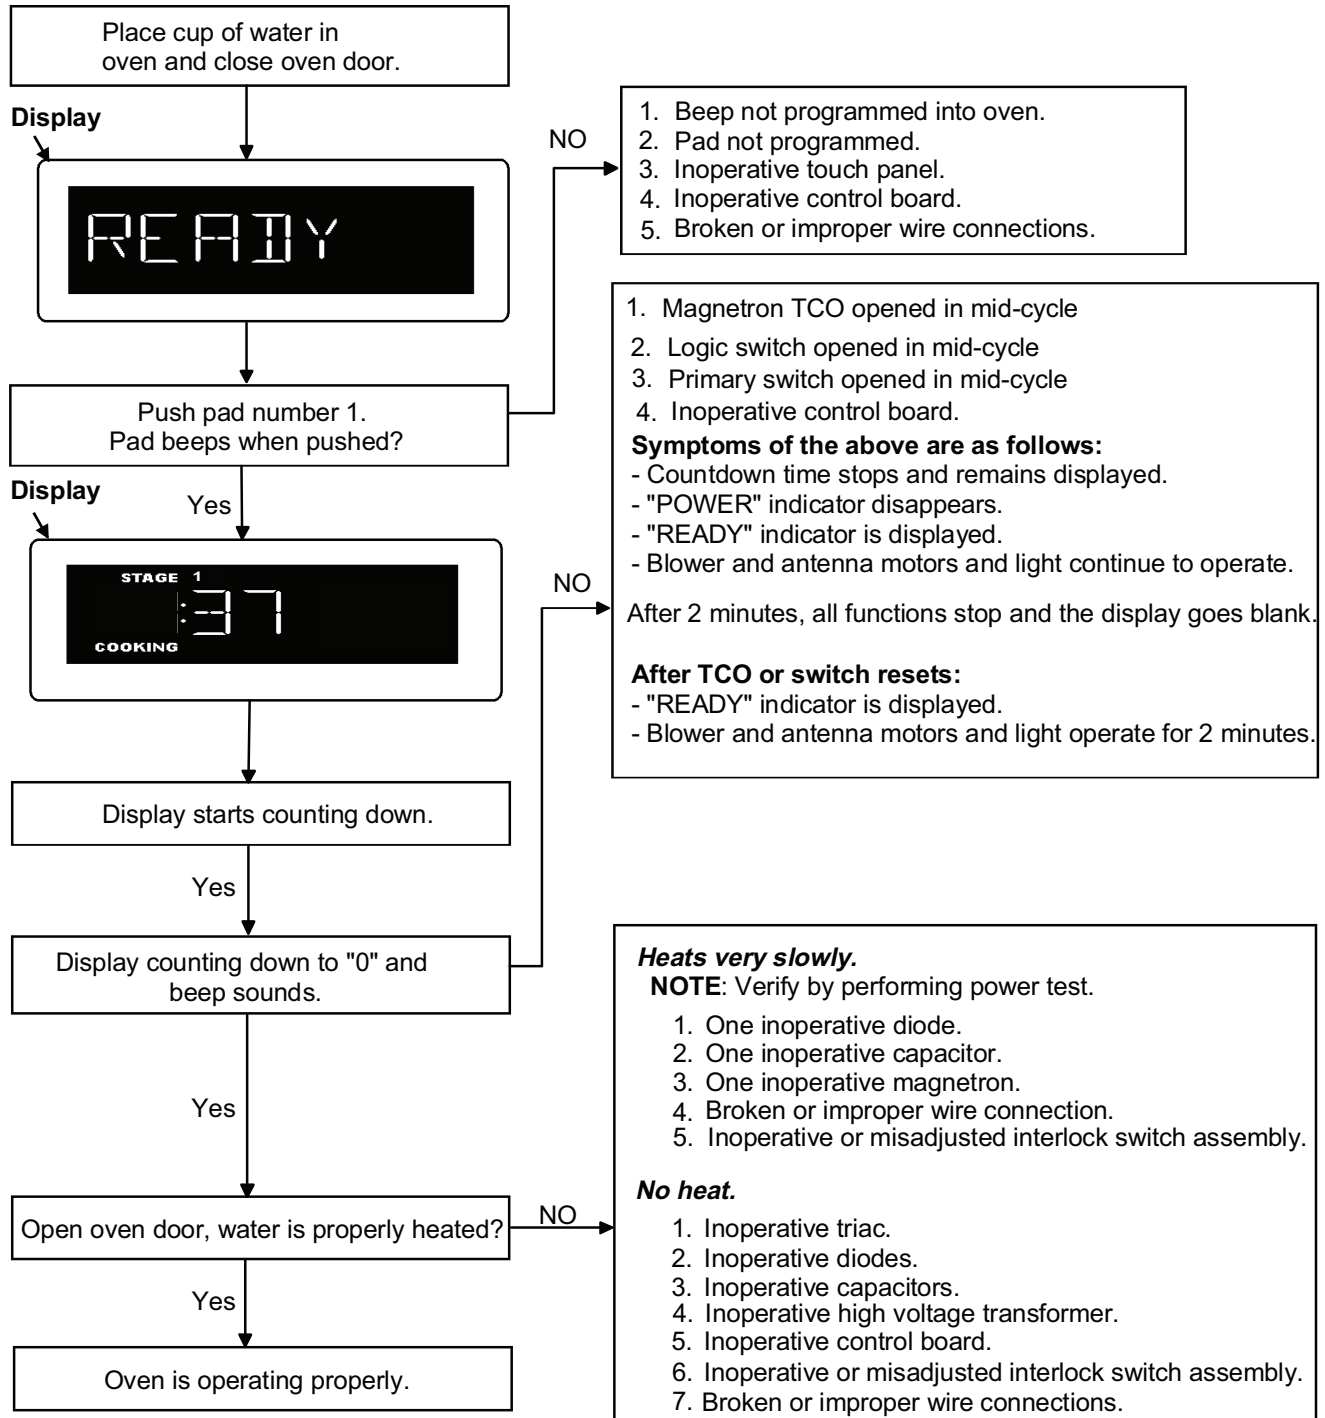 Place cup of water in
oven and close oven door.
Display
READY
Push pad number 1.
Pad beeps when pushed?
NO
1. Beep not programmed into oven.
2. Pad not programmed.
3. Inoperative touch panel.
4. Inoperative control board.
5. Broken or improper wire connections.
Yes
Display
STAGE 1
:37
COOKING
Display starts counting down.
Yes
Display counting down to "0" and
beep sounds.
NO
1. Magnetron TCO opened in mid-cycle
2. Logic switch opened in mid-cycle
3. Primary switch opened in mid-cycle
4. Inoperative control board.
Symptoms of the above are as follows:
- Countdown time stops and remains displayed.
- "POWER" indicator disappears.
- "READY" indicator is displayed.
- Blower and antenna motors and light continue to operate.
After 2 minutes, all functions stop and the display goes blank.
After TCO or switch resets:
- "READY" indicator is displayed.
- Blower and antenna motors and light operate for 2 minutes.
Yes
Open oven door, water is properly heated?
NO
Heats very slowly.
NOTE: Verify by performing power test.
1. One inoperative diode.
2. One inoperative capacitor.
3. One inoperative magnetron.
4. Broken or improper wire connection.
5. Inoperative or misadjusted interlock switch assembly.
No heat.
1. Inoperative triac.
2. Inoperative diodes.
3. Inoperative capacitors.
4. Inoperative high voltage transformer.
5. Inoperative control board.
6. Inoperative or misadjusted interlock switch assembly.
7. Broken or improper wire connections.
Yes
Oven is operating properly.